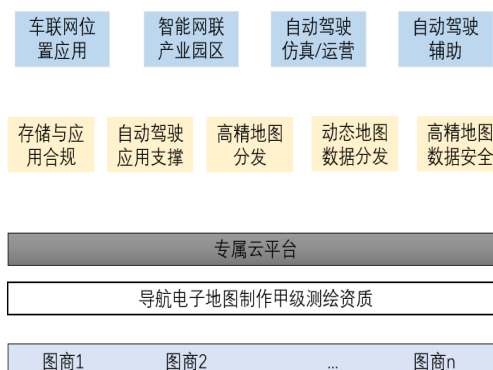 车联网位
置应用
智能网联
产业园区
自动驾驶
仿真/运营
自动驾驶
辅助
存储与应
用合规
自动驾驶
应用支撑
高精地图
分发
动态地图
数据分发
高精地图
数据安全
专属云平台
导航电子地图制作甲级测绘资质
图商1
图商2
...
图商n